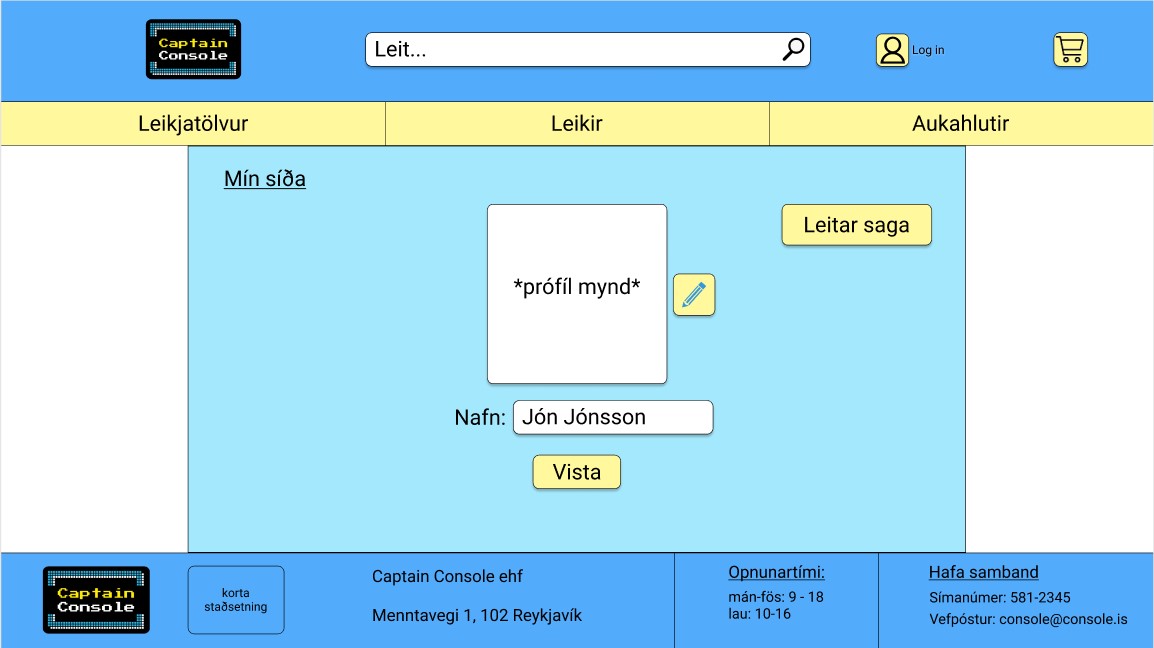 Captain
Console
Leit...
Log in
Leikjatölvur
Leikir
Aukahlutir
Mín síða
Leitar saga
*prófíl mynd*
Nafn: Jón Jónsson
Vista
Captain
Console
korta
staðsetning
Captain Console ehf
Menntavegi 1, 102 Reykjavík
Opnunartími:
mán-fös: 9 - 18
lau: 10-16
Hafa samband
Símanúmer: 581-2345
Vefpóstur: console@console.is